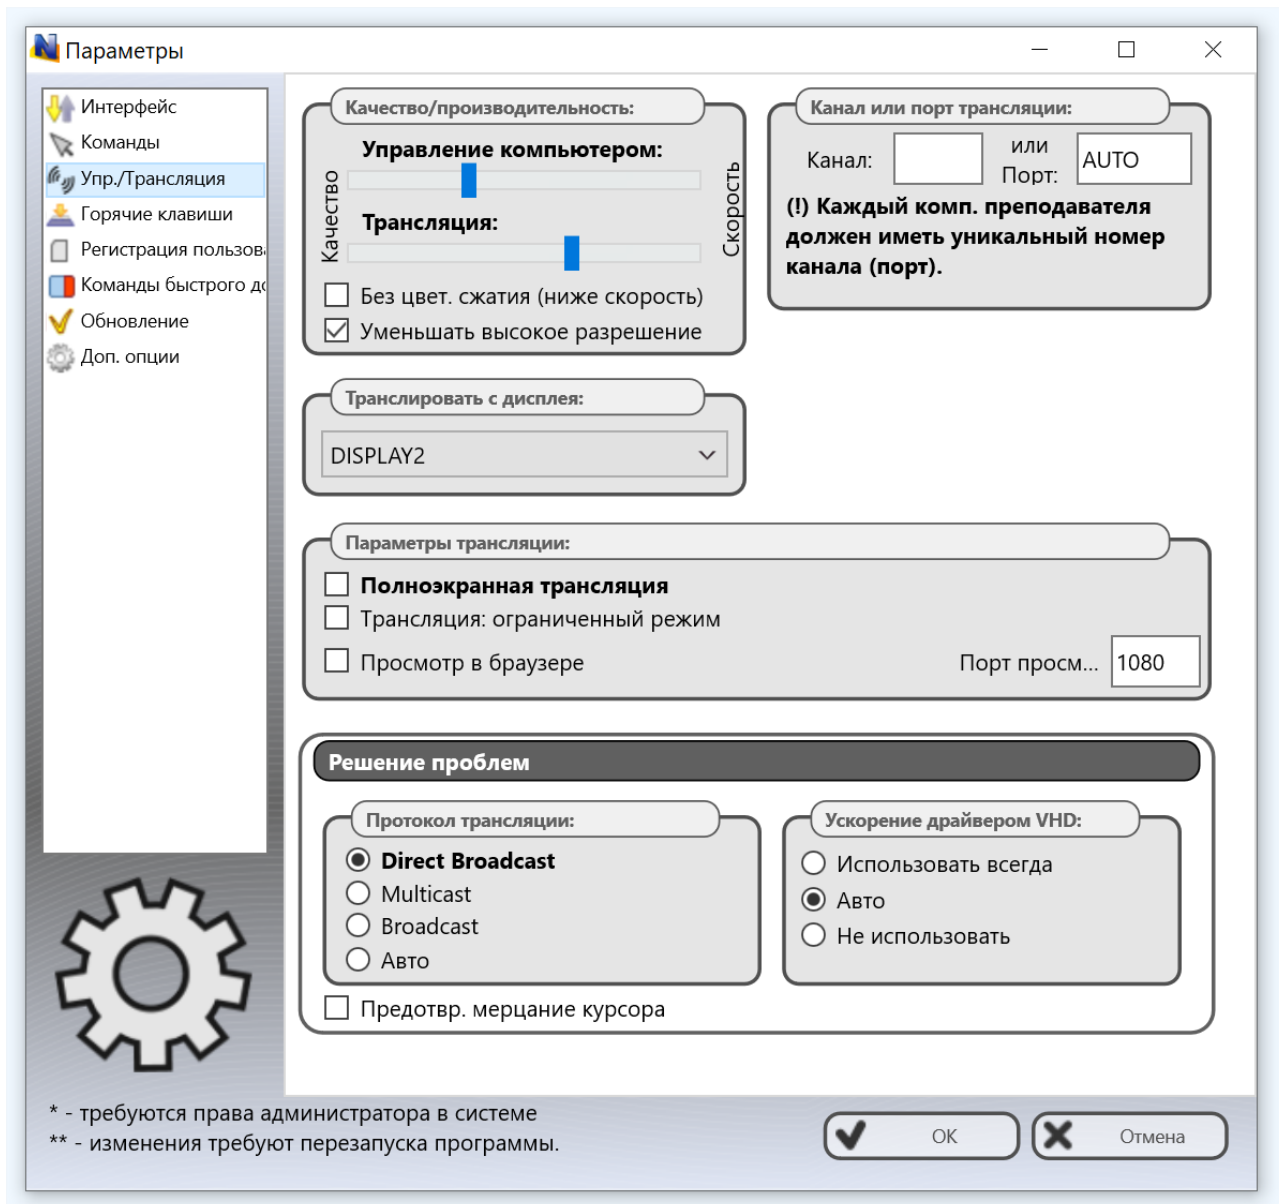 Параметры
Интерфейс
Команды
Упр./Трансляция
Горячие клавиши
Регистрация пользов
Команды быстрого д
Обновление
Доп. опции
Качество/производительность:
Управление компьютером:
Качество
Скорость
Трансляция:
Без цвет. сжатия (ниже скорость)
Уменьшать высокое разрешение
Канал или порт трансляции:
Канал:
или
Порт:
AUTO
(!) Каждый комп. преподавателя
должен иметь уникальный номер
канала (порт).
Транслировать с дисплея:
DISPLAY2
Параметры трансляции:
Полноэкранная трансляция
Трансляция: ограниченный режим
Просмотр в браузере
Порт просм...
1080
Решение проблем
Протокол трансляции:
Direct Broadcast
Multicast
Broadcast
Авто
Ускорение драйвером VHD:
Использовать всегда
Авто
Не использовать
Предотвр. мерцание курсора
* - требуются права администратора в системе
** - изменения требуют перезапуска программы.
OK
Отмена